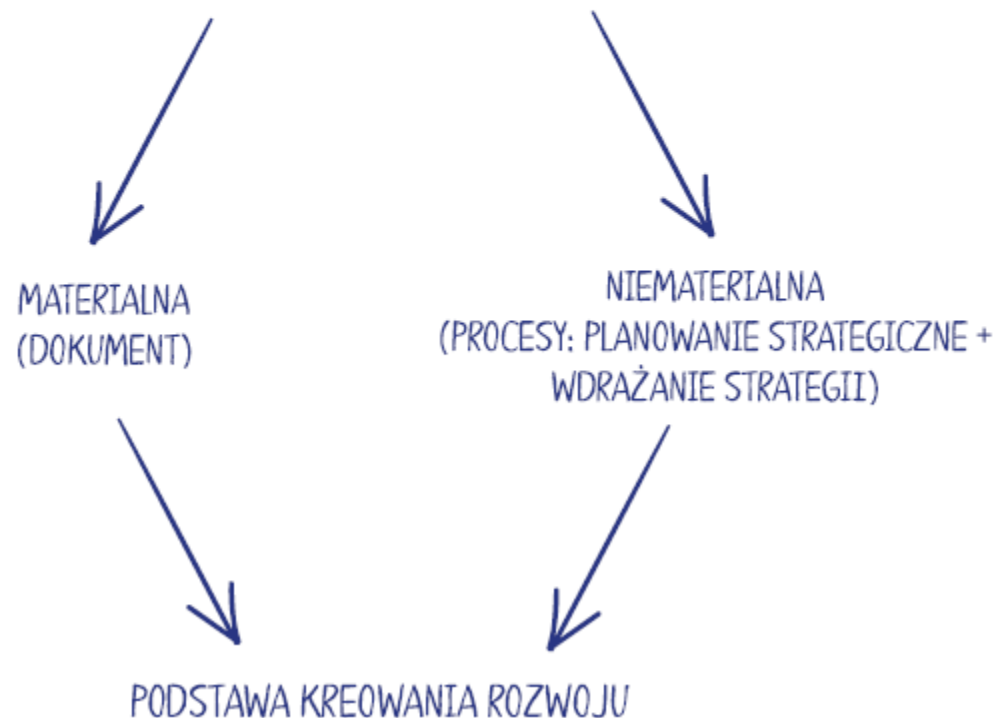 MATERIALNA
(DOKUMENT)
NIEMATERIALNA
(PROCESY: PLANOWANIE STRATEGICZNE +
WDRAŻANIE STRATEGII)
PODSTAWA KREOWANIA ROZWOJU